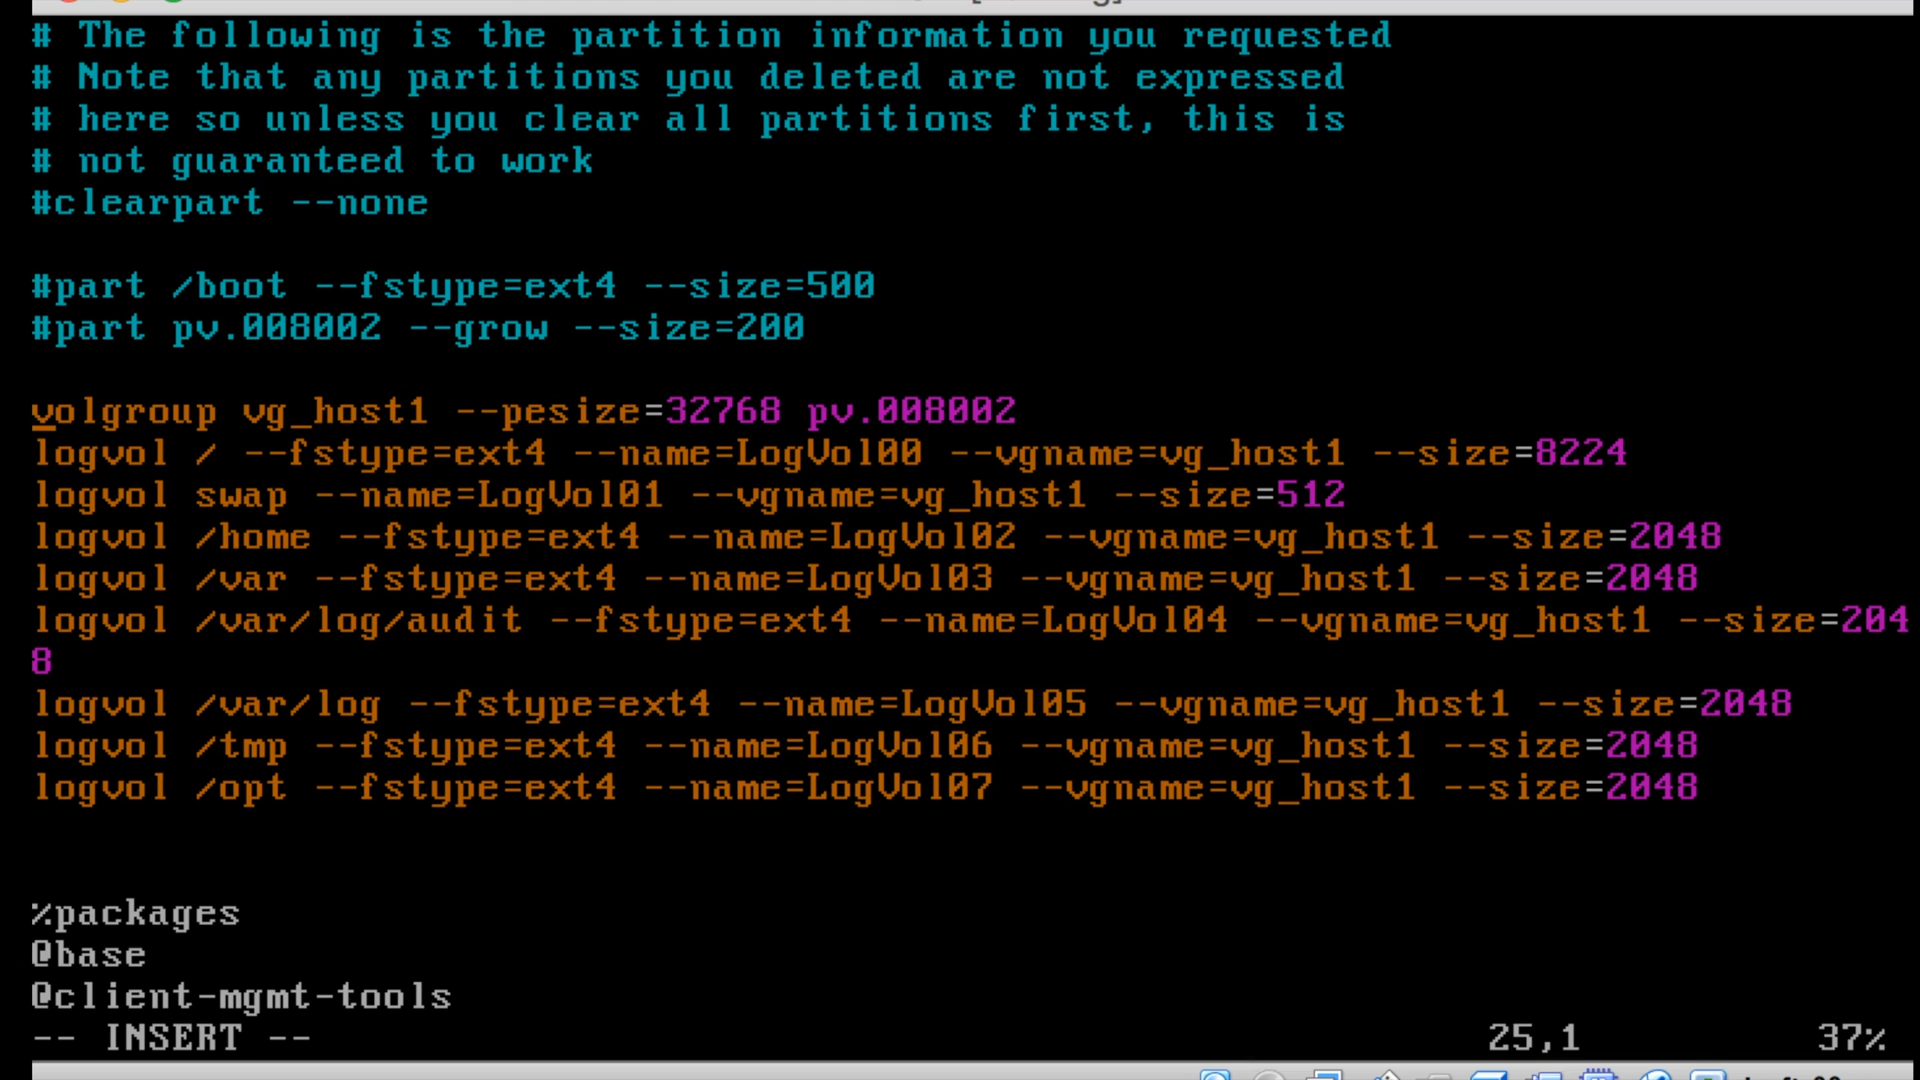 # The following is the partition information you requested
# Note that any partitions you deleted are not expressed
# here so unless you clear all partitions first, this is
# not guaranteed to work
#clearpart --none
#part /boot --fstype=ext4 --size=500
#part pv.008002 --grow --size=200
volgroup vg_host1 --pesize=32768 pv.008002
logvol / --fstype=ext4 --name=LogVol00 --vgname=vg_host1 --size=8224
logvol swap --name=LogVol01 --vgname=vg_host1 --size=512
logvol /home --fstype=ext4 --name=LogVol02 --vgname=vg_host1 --size=2048
logvol /var --fstype=ext4 --name=LogVol03 --vgname=vg_host1 --size=2048
logvol /var/log/audit --fstype=ext4 --name=LogVol04 --vgname=vg_host1 --size=204
8
logvol /var/log --fstype=ext4 --name=LogVol05 --vgname=vg_host1 --size=2048
logvol /tmp --fstype=ext4 --name=LogVol06 --vgname=vg_host1 --size=2048
logvol /opt --fstype=ext4 --name=LogVol07 --vgname=vg_host1 --size=2048
%packages
@base
@client-mgmt-tools
-- INSERT -- 25,1 37%